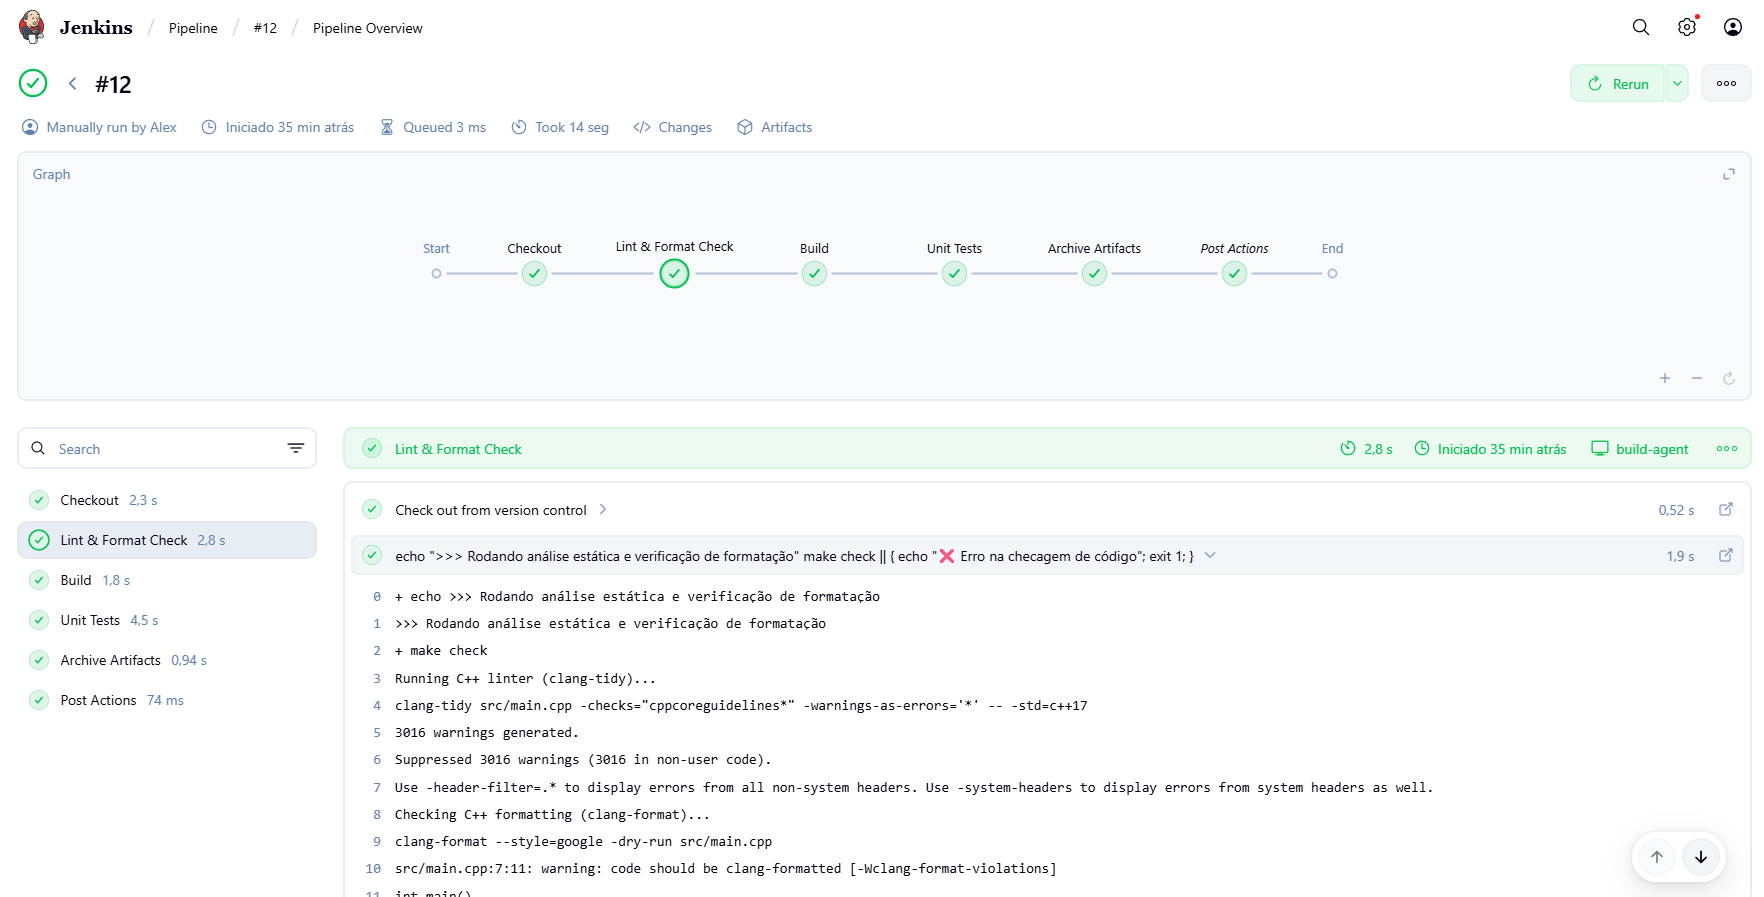 Jenkins / Pipeline / #12 / Pipeline Overview
#12
Rerun
Manually run by Alex Iniciado 35 min atrás Queued 3 ms Took 14 seg </> Changes Artifacts
Graph
Start Checkout Lint & Format Check Build Unit Tests Archive Artifacts Post Actions End
Search
Checkout 2,3 s
Lint & Format Check 2,8 s
Build 1,8 s
Unit Tests 4,5 s
Archive Artifacts 0,94 s
Post Actions 74 ms
Lint & Format Check 2,8 s Iniciado 35 min atrás build-agent
Check out from version control 0,52 s
echo ">>> Rodando análise estática e verificação de formatação" make check || { echo "❌ Erro na checagem de código"; exit 1; } 1,9 s
0 + echo >>> Rodando análise estática e verificação de formatação
1 >>> Rodando análise estática e verificação de formatação
2 + make check
3 Running C++ linter (clang-tidy)...
4 clang-tidy src/main.cpp -checks="cppcoreguidelines*" -warnings-as-errors='*' -- -std=c++17
5 3016 warnings generated.
6 Suppressed 3016 warnings (3016 in non-user code).
7 Use -header-filter=.* to display errors from all non-system headers. Use -system-headers to display errors from system headers as well.
8 Checking C++ formatting (clang-format)...
9 clang-format --style=google -dry-run src/main.cpp
10 src/main.cpp:7:11: warning: code should be clang-formatted [-Wclang-format-violations]
11 int main()